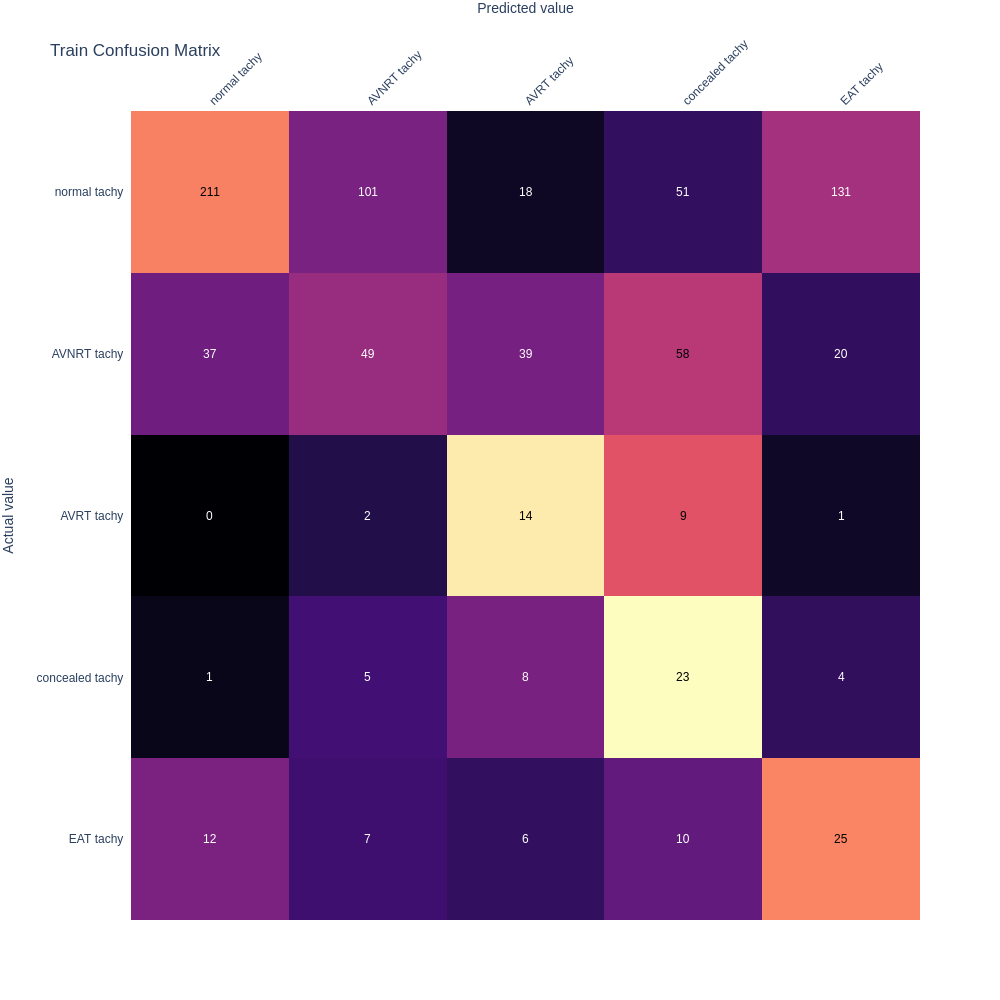 Predicted value
Train Confusion Matrix
normal tachy
AVNRT tachy
AVRT tachy
concealed tachy
EAT tachy
normal tachy 211 101 18 51 131
AVNRT tachy 37 49 39 58 20
AVRT tachy 0 2 14 9 1
concealed tachy 1 5 8 23 4
EAT tachy 12 7 6 10 25
Actual value